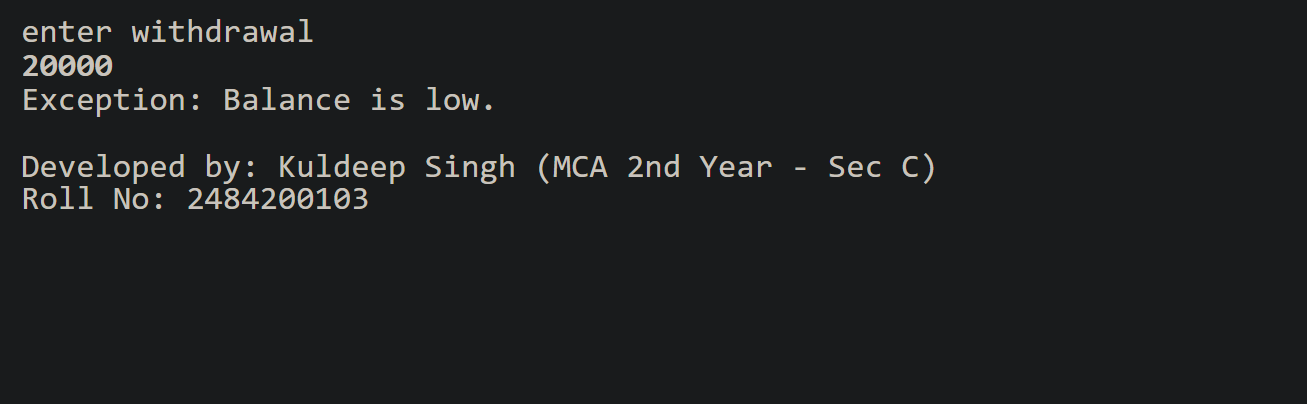 enter withdrawal
20000
Exception: Balance is low.
Developed by: Kuldeep Singh (MCA 2nd Year - Sec C)
Roll No: 2484200103